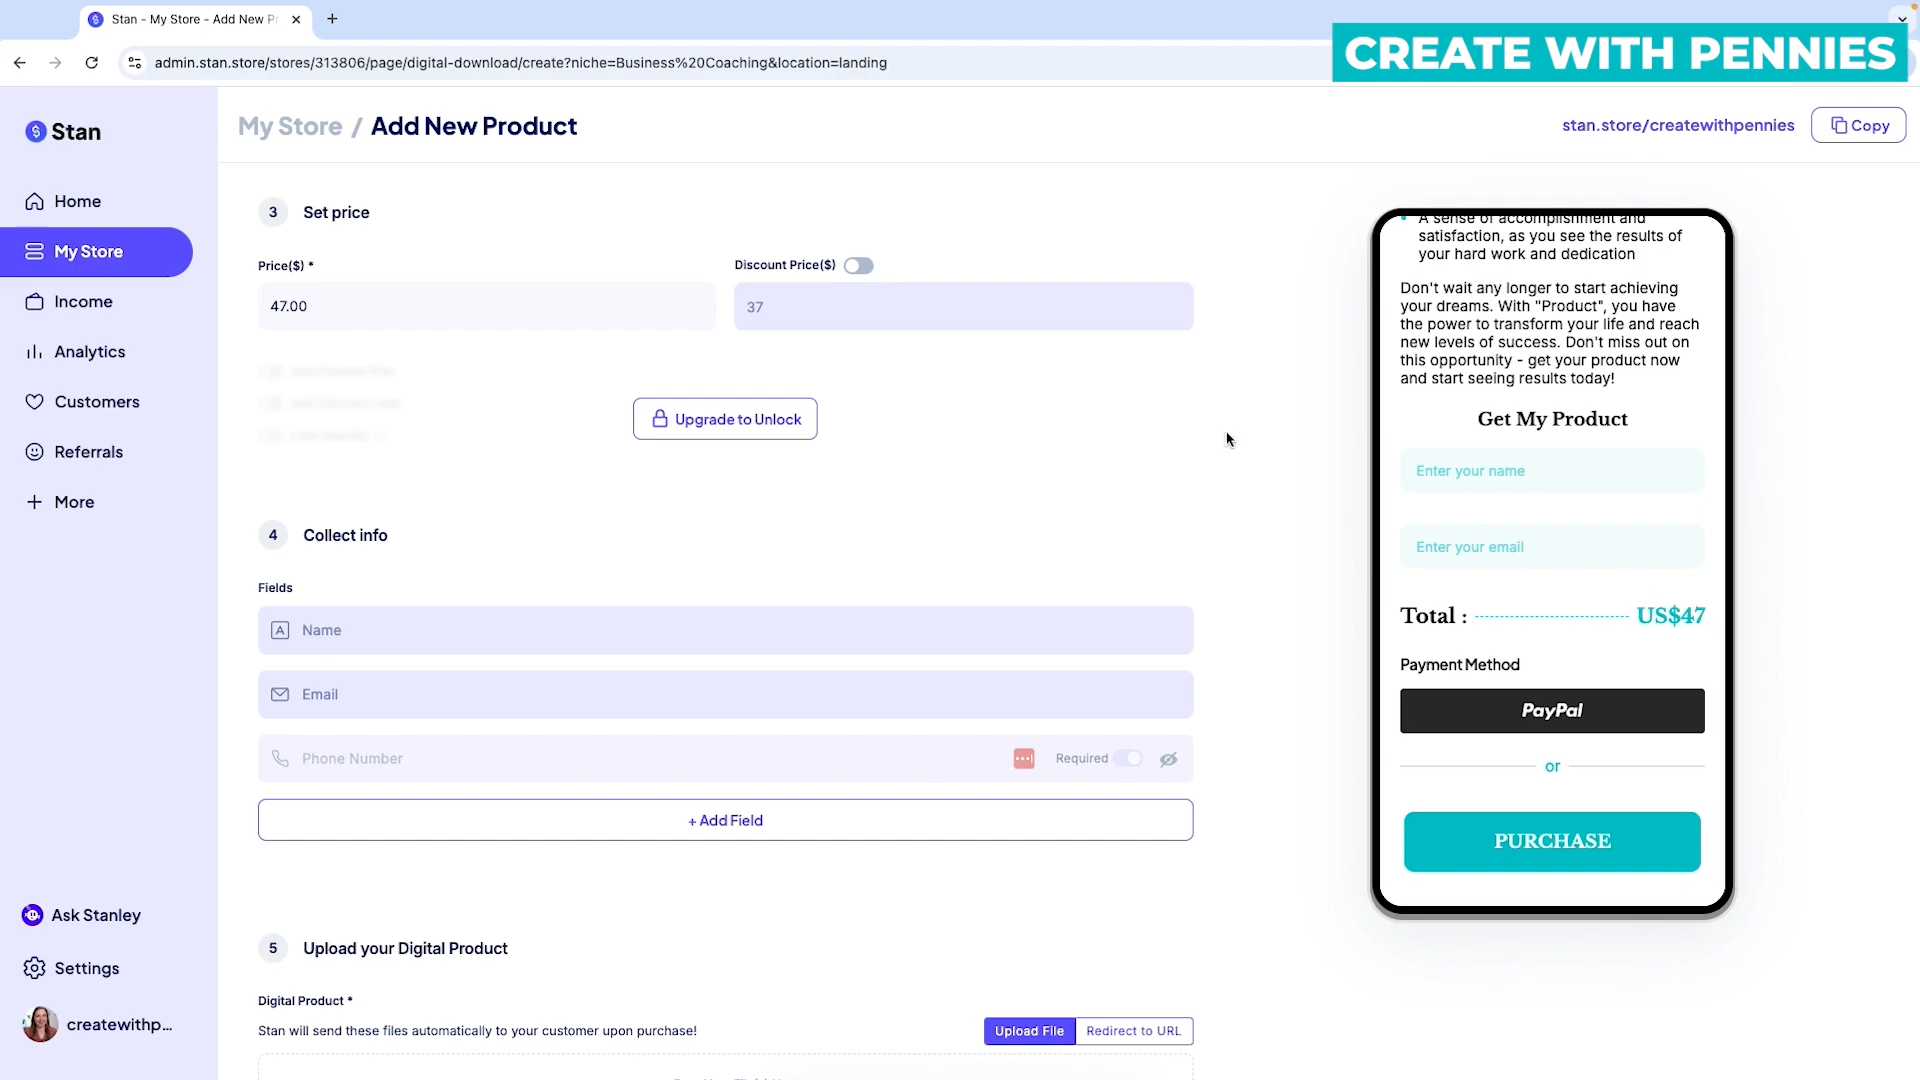 Stan - My Store - Add New Pr
admin.stan.store/stores/313806/page/digital-download/create?niche=Business%20Coaching&location=landing
CREATE WITH PENNIES
Stan
My Store / Add New Product
stan.store/createwithpennies
Copy
Home
My Store
Income
Analytics
Customers
Referrals
More
Ask Stanley
Settings
createwithp...
3 Set price
Price($) *
Discount Price($)
47.00
37
Upgrade to Unlock
4 Collect info
Fields
Name
Email
Phone Number
Required
+ Add Field
5 Upload your Digital Product
Digital Product *
Stan will send these files automatically to your customer upon purchase!
Upload File
Redirect to URL
A sense of accomplishment and
satisfaction, as you see the results of
your hard work and dedication
Don't wait any longer to start achieving
your dreams. With "Product", you have
the power to transform your life and reach
new levels of success. Don't miss out on
this opportunity - get your product now
and start seeing results today!
Get My Product
Enter your name
Enter your email
Total : US$47
Payment Method
PayPal
or
PURCHASE